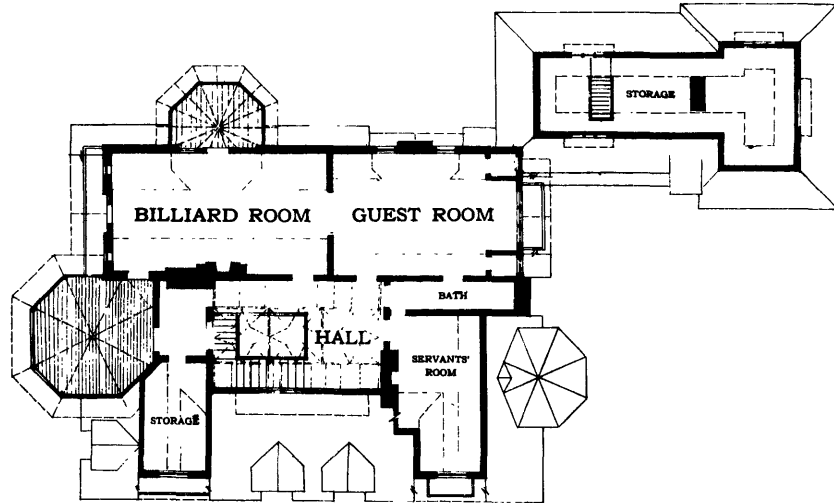 STORAGE
BILLIARD ROOM
GUEST ROOM
BATH
HALL
SERVANTS'
ROOM
STORAGE